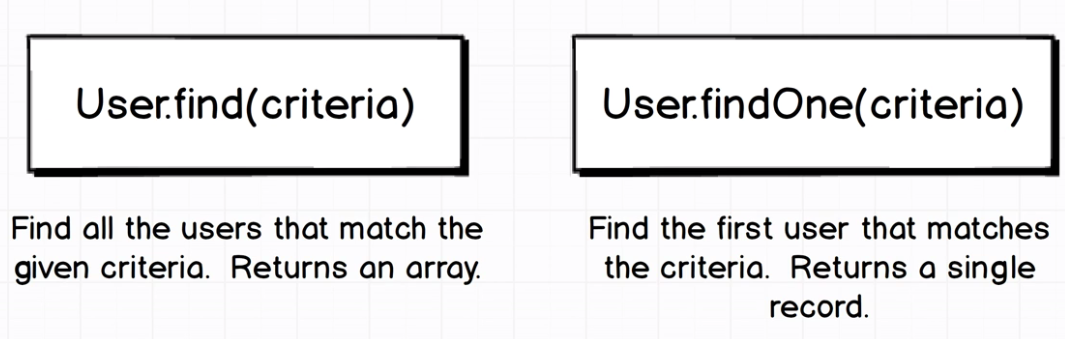 User.find(criteria)
Find all the users that match the
given criteria.  Returns an array.
User.findOne(criteria)
Find the first user that matches
the criteria.  Returns a single
record.